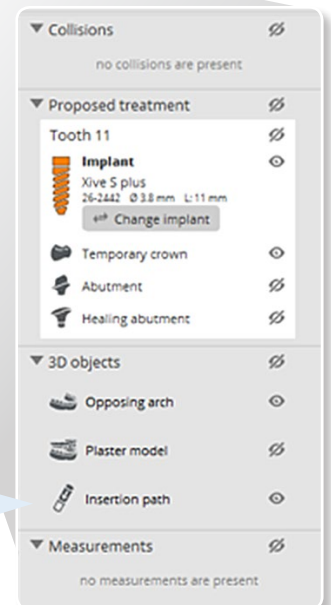 Collisions
no collisions are present
Proposed treatment
Tooth 11
Implant
Xive S plus
26-2442 Ø 3.8 mm L: 11 mm
Change implant
Temporary crown
Abutment
Healing abutment
3D objects
Opposing arch
Plaster model
Insertion path
Measurements
no measurements are present